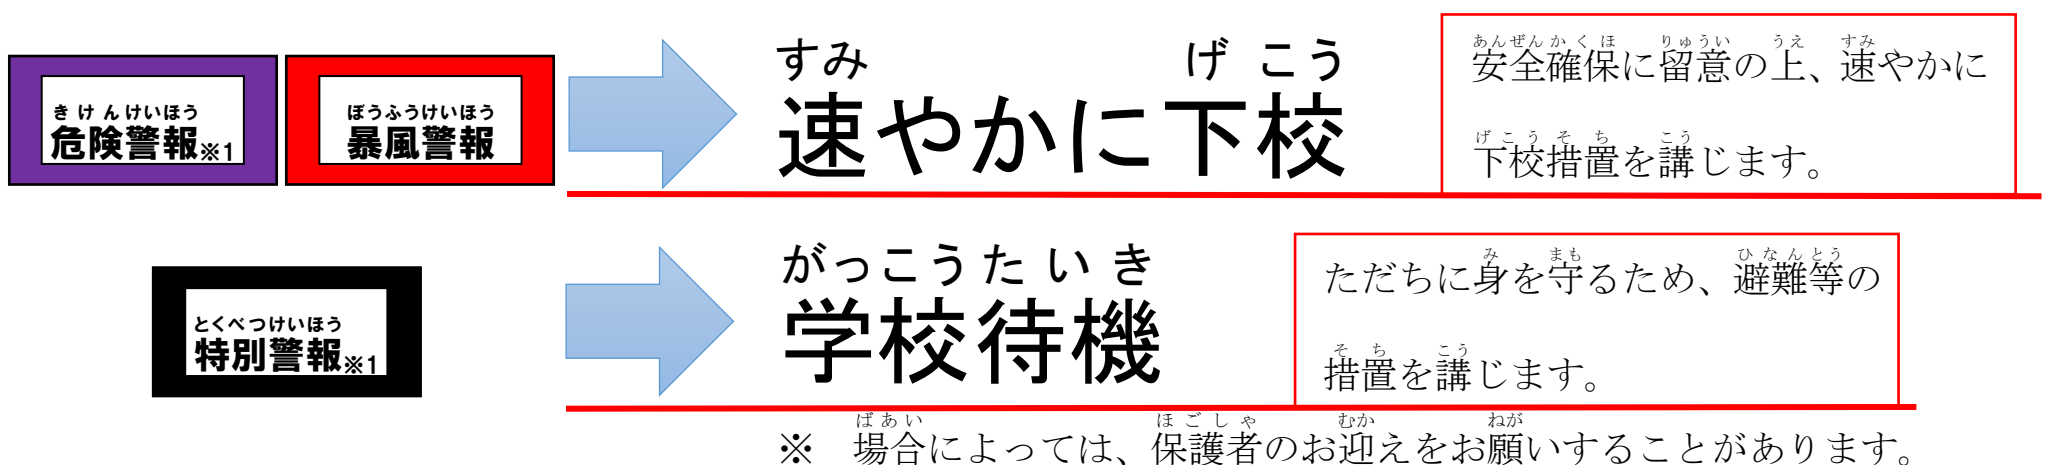 きけんけいほう
危険警報※1
ぼうふうけいほう
暴風警報
すみ げこう
速やかに下校
あんぜんかくほ りゅうい うえ すみ
安全確保に留意の上、速やかに
げこうそち こう
下校措置を講じます。
とくべつけいほう
特別警報※1
がっこうたいき
学校待機
み まも ひなんとう
ただちに身を守るため、避難等の
そち こう
措置を講じます。
ばあい ほごしゃ むか ねが
※ 場合によっては、保護者のお迎えをお願いすることがあります。